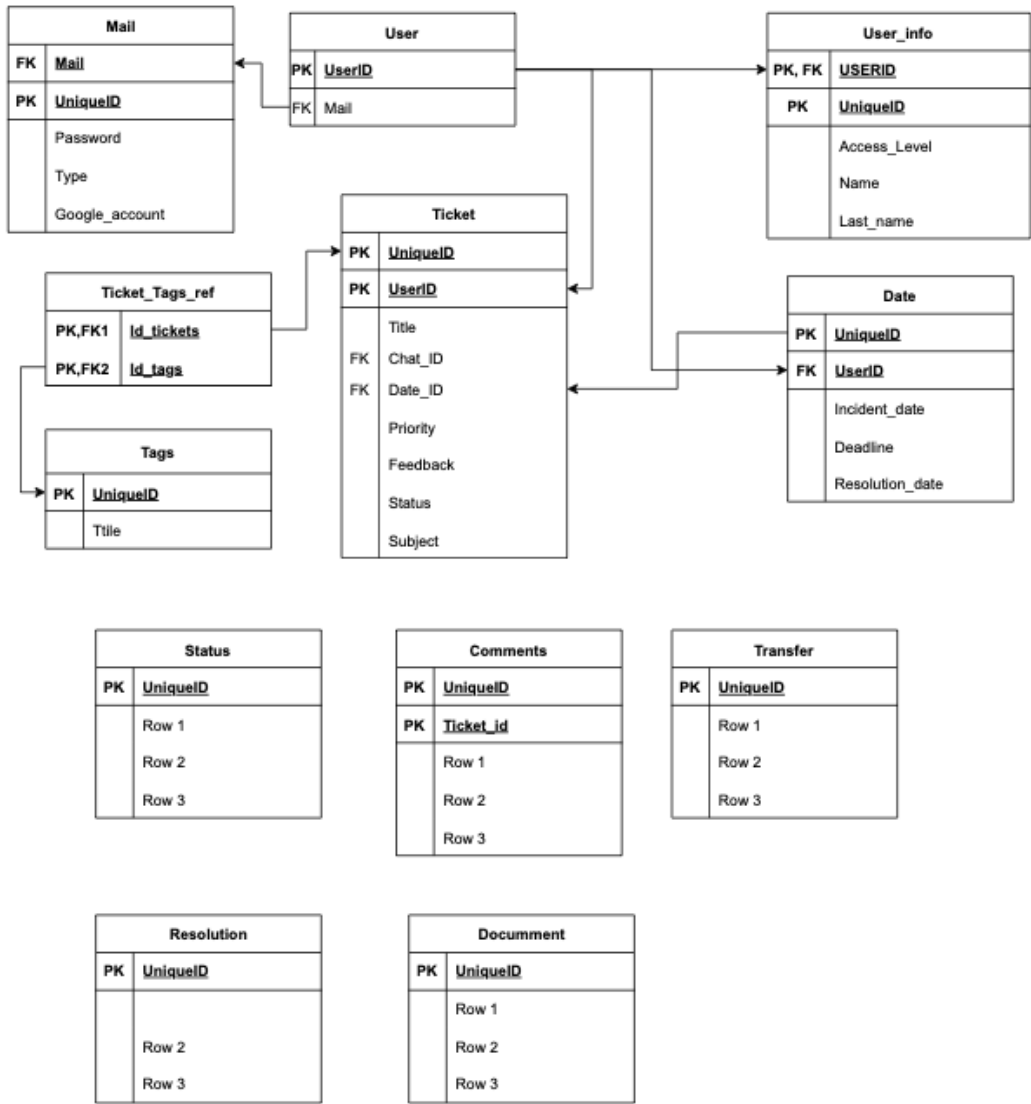 Mail
FK Mail
PK UniqueID
Password
Type
Google_account
User
PK UserID
FK Mail
User_info
PK, FK USERID
PK UniqueID
Access_Level
Name
Last_name
Ticket
PK UniqueID
PK UserID
Title
FK Chat_ID
FK Date_ID
Priority
Feedback
Status
Subject
Ticket_Tags_ref
PK,FK1 Id_tickets
PK,FK2 Id_tags
Date
PK UniqueID
FK UserID
Incident_date
Deadline
Resolution_date
Tags
PK UniqueID
Ttile
Status
PK UniqueID
Row 1
Row 2
Row 3
Comments
PK UniqueID
PK Ticket_id
Row 1
Row 2
Row 3
Transfer
PK UniqueID
Row 1
Row 2
Row 3
Resolution
PK UniqueID
Row 2
Row 3
Documment
PK UniqueID
Row 1
Row 2
Row 3